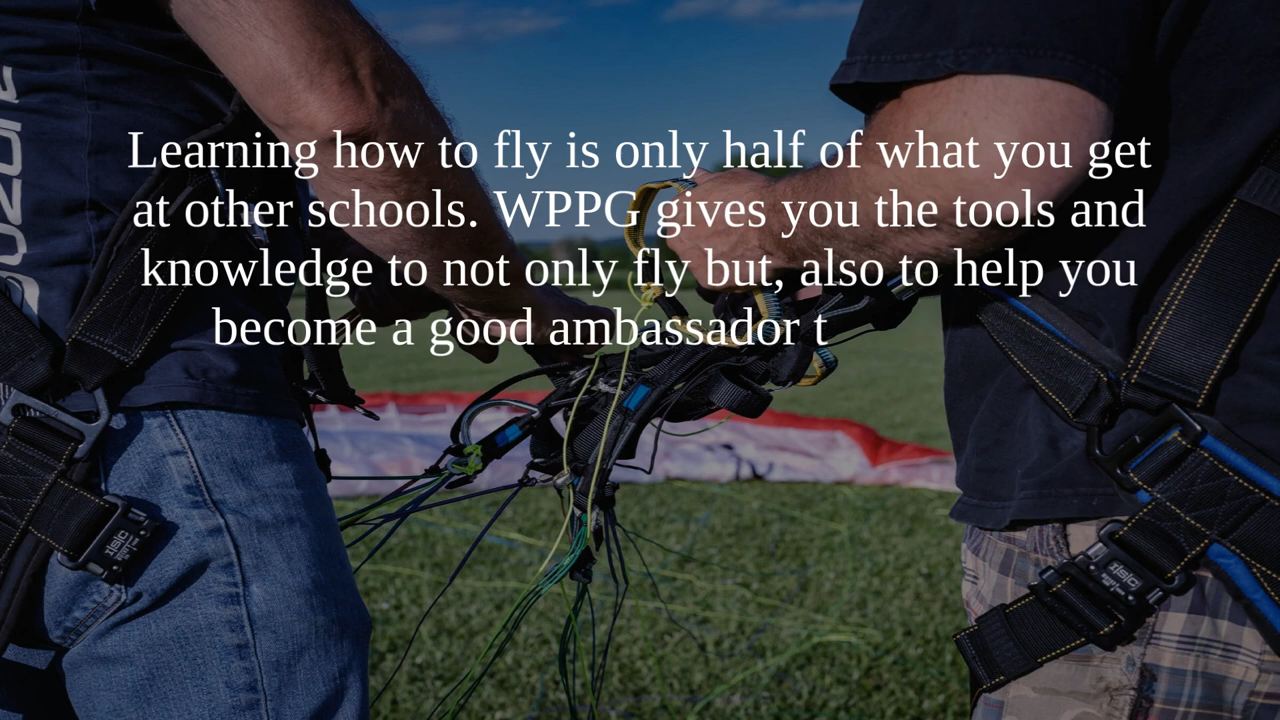 Learning how to fly is only half of what you get
at other schools. WPPG gives you the tools and
knowledge to not only fly but, also to help you
become a good ambassador t